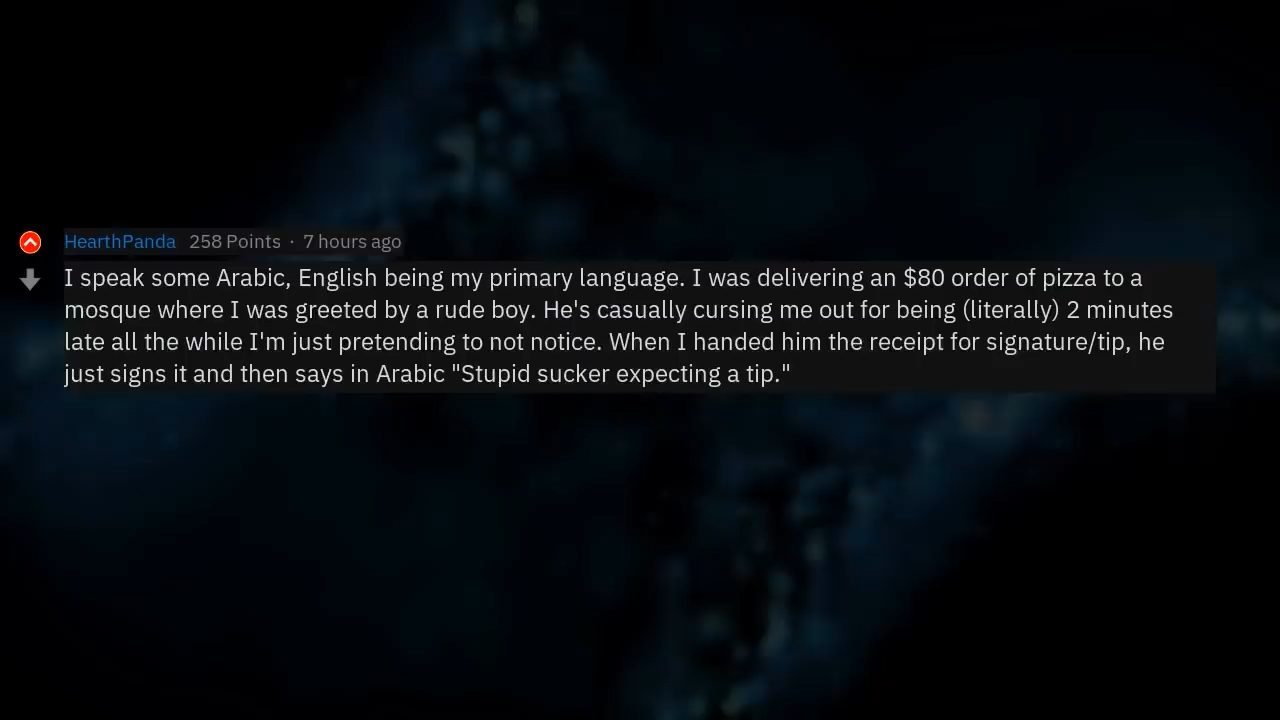 HearthPanda 258 Points · 7 hours ago
I speak some Arabic, English being my primary language. I was delivering an $80 order of pizza to a
mosque where I was greeted by a rude boy. He's casually cursing me out for being (literally) 2 minutes
late all the while I'm just pretending to not notice. When I handed him the receipt for signature/tip, he
just signs it and then says in Arabic "Stupid sucker expecting a tip."